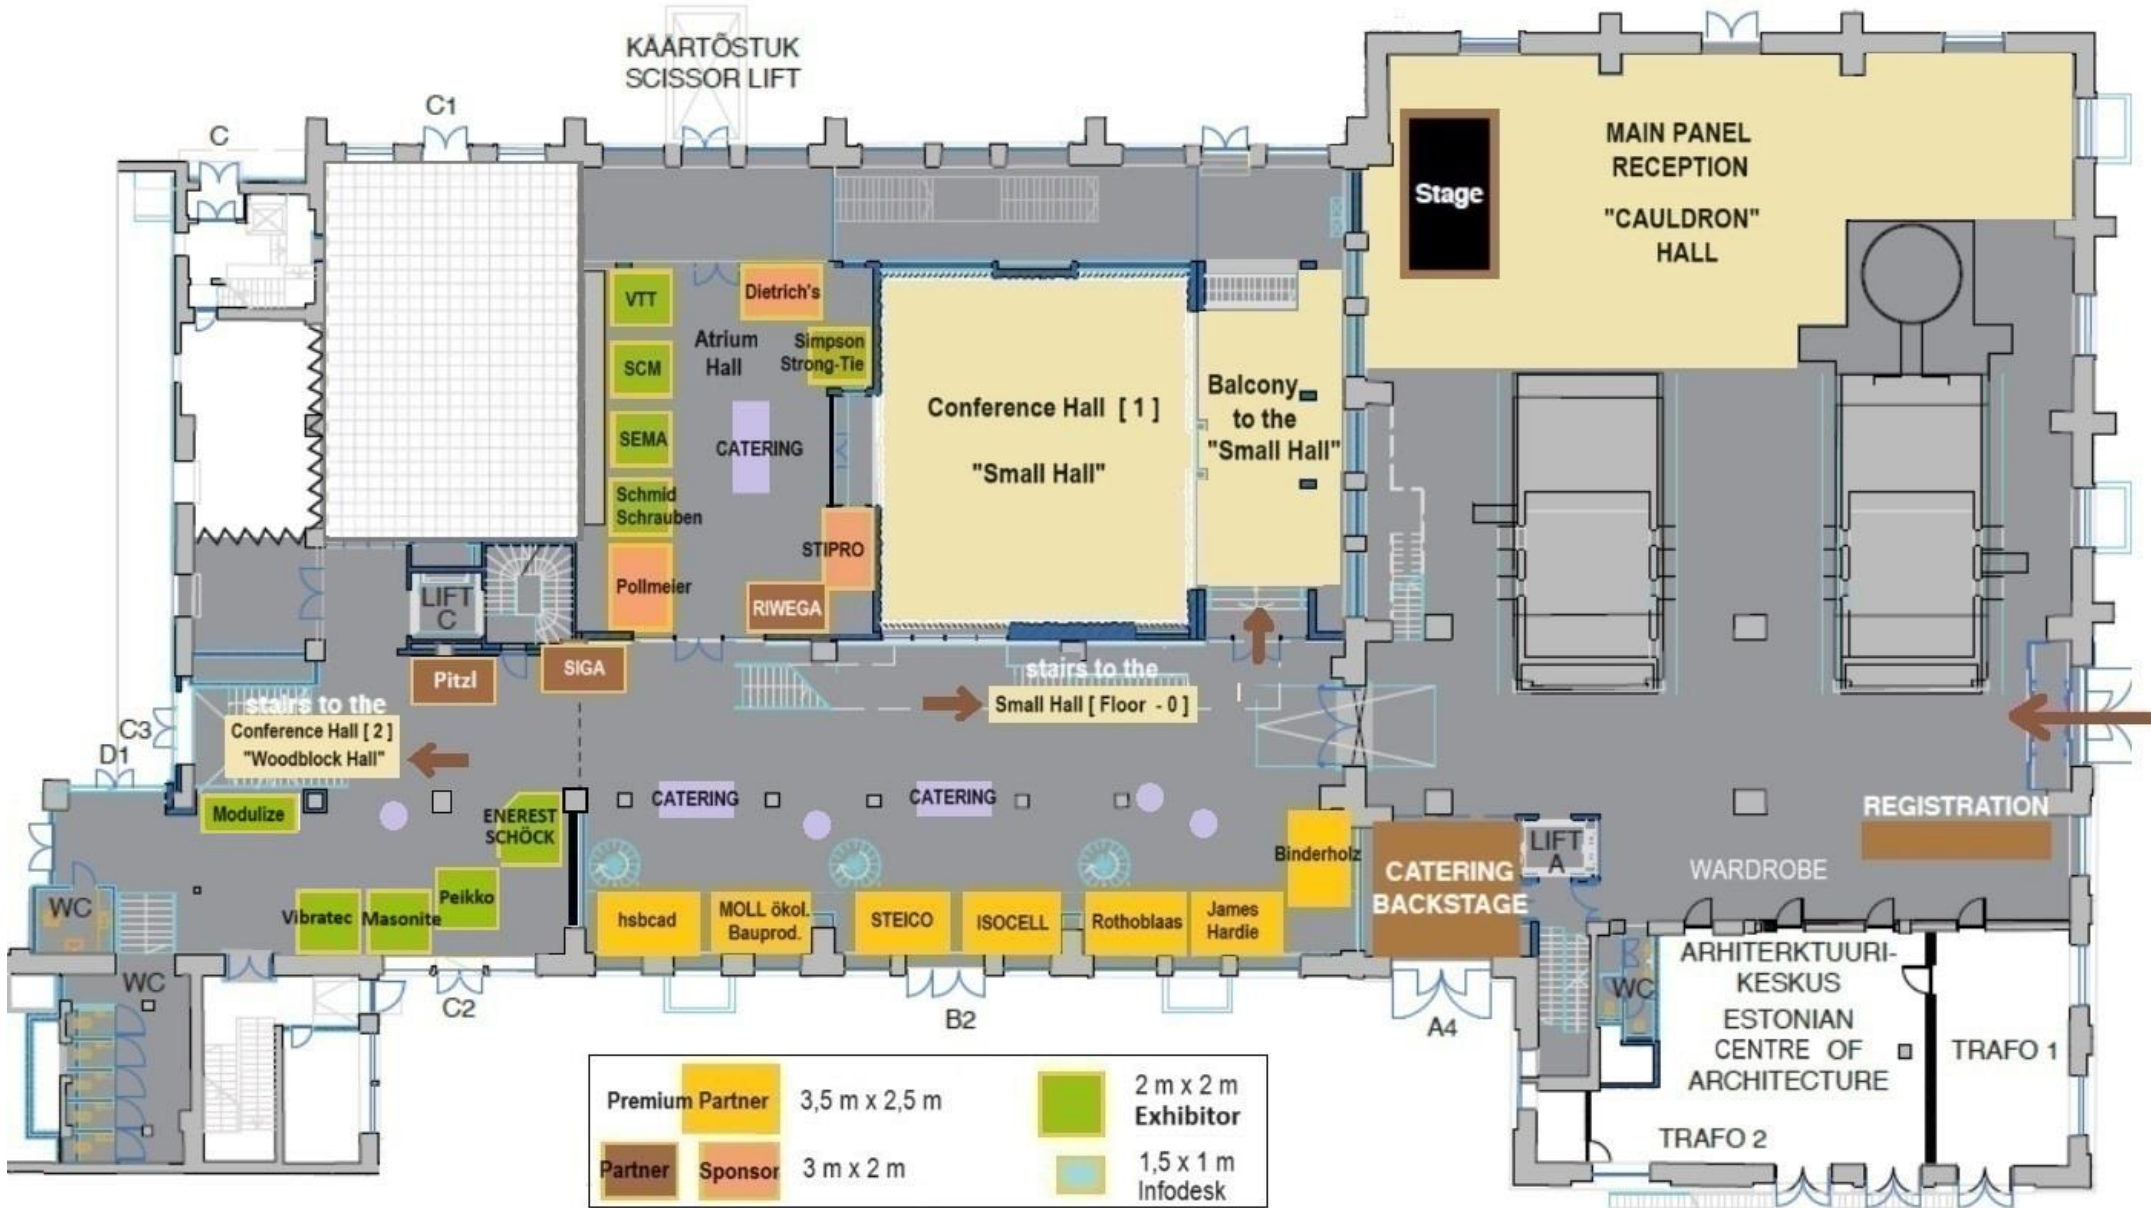 KÄÄRTÕSTUK
SCISSOR LIFT
C1
C
MAIN PANEL
RECEPTION
"CAULDRON"
HALL
Stage
VTT
Dietrich's
Atrium
Hall
Simpson
Strong-Tie
SCM
SEMA
CATERING
Schmid
Schrauben
STIPRO
Pollmeier
RIWEGA
Conference Hall [ 1 ]
"Small Hall"
Balcony
to the
"Small Hall"
LIFT
C
Pitzl
SIGA
stairs to the
Conference Hall [ 2 ]
"Woodblock Hall"
stairs to the
Small Hall [ Floor - 0 ]
C3
D1
Modulize
ENEREST
SCHÖCK
CATERING
CATERING
Binderholz
REGISTRATION
LIFT
A
WARDROBE
CATERING
BACKSTAGE
WC
Vibratec
Masonite
Peikko
hsbcad
MOLL ökol.
Bauprod.
STEICO
ISOCELL
Rothoblaas
James
Hardie
WC
C2
B2
A4
WC
ARHITERKTUURI-
KESKUS
ESTONIAN
CENTRE OF
ARCHITECTURE
TRAFO 1
TRAFO 2
Premium Partner
3,5 m x 2,5 m
2 m x 2 m
Exhibitor
Partner
Sponsor
3 m x 2 m
1,5 x 1 m
Infodesk